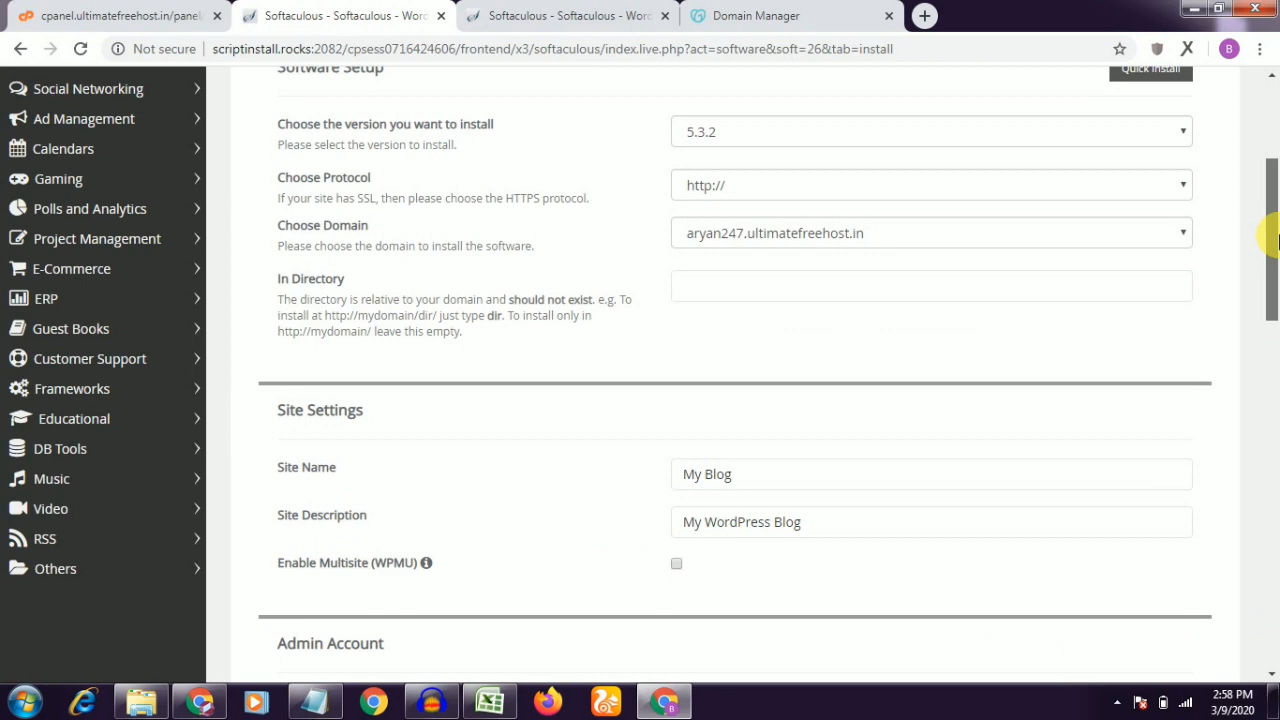 cpanel.ultimatefreehost.in/panel
Softaculous - Softaculous - Wor
Softaculous - Softaculous - Wor
Domain Manager
Not secure
scriptinstall.rocks:2082/cpsess0716424606/frontend/x3/softaculous/index.live.php?act=software&soft=26&tab=install
B
Social Networking
Ad Management
Calendars
Gaming
Polls and Analytics
Project Management
E-Commerce
ERP
Guest Books
Customer Support
Frameworks
Educational
DB Tools
Music
Video
RSS
Others
Software Setup
Quick Install
Choose the version you want to install
Please select the version to install.
5.3.2
Choose Protocol
If your site has SSL, then please choose the HTTPS protocol.
http://
Choose Domain
Please choose the domain to install the software.
aryan247.ultimatefreehost.in
In Directory
The directory is relative to your domain and should not exist. e.g. To
install at http://mydomain/dir/ just type dir. To install only in
http://mydomain/ leave this empty.
Site Settings
Site Name
My Blog
Site Description
My WordPress Blog
Enable Multisite (WPMU)
Admin Account
2:58 PM
3/9/2020